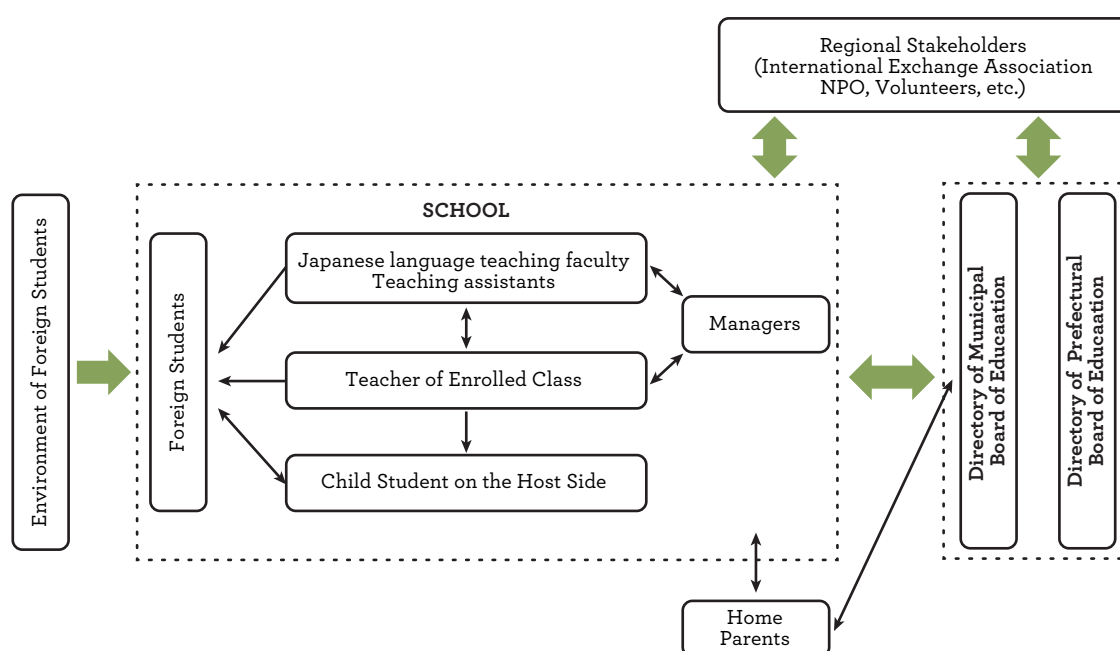 Regional Stakeholders
(International Exchange Association
NPO, Volunteers, etc.)
Environment of Foreign Students
SCHOOL
Foreign Students
Japanese language teaching faculty
Teaching assistants
Managers
Teacher of Enrolled Class
Child Student on the Host Side
Directory of Municipal
Board of Educaation
Directory of Prefectural
Board of Educaation
Home
Parents